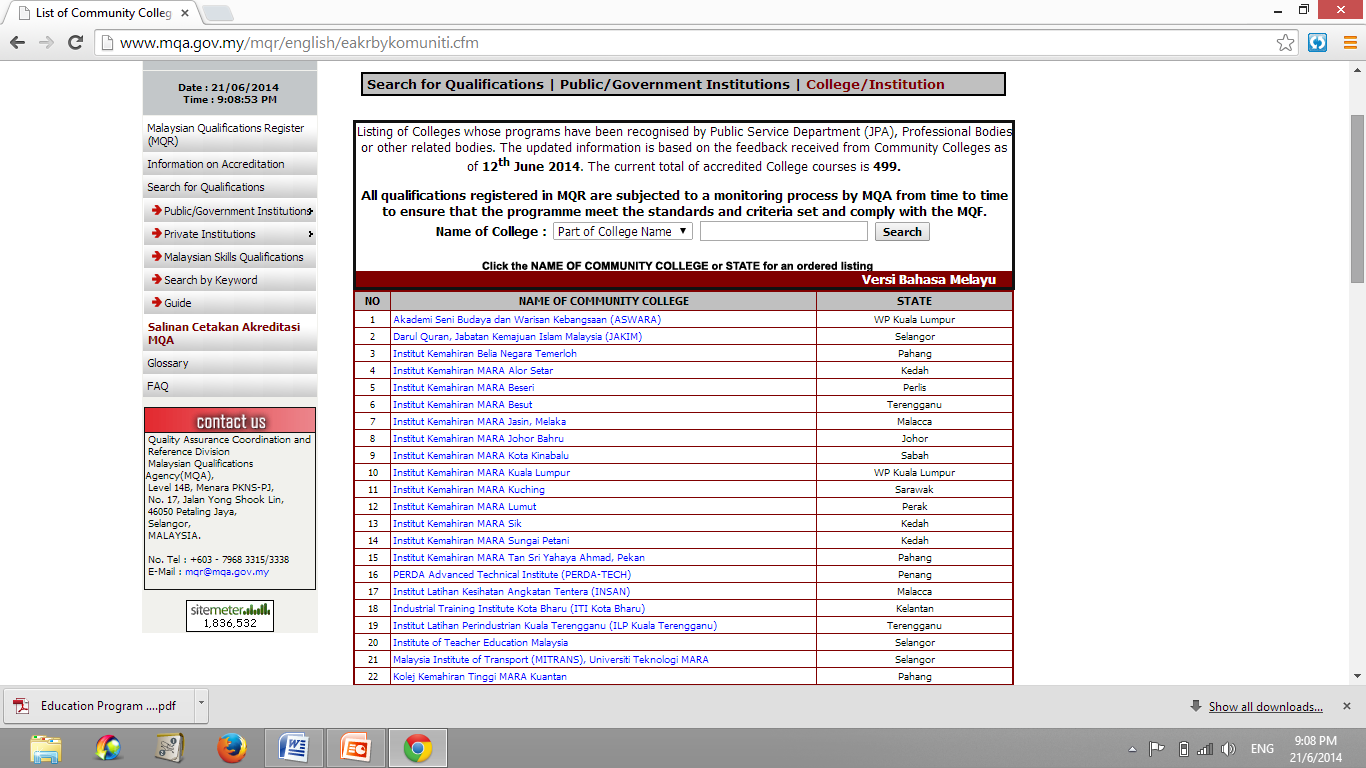 List of Community Colleg
www.mqa.gov.my/mqr/english/eakrbykomuniti.cfm
Date : 21/06/2014
Time : 9:08:53 PM
Malaysian Qualifications Register
(MQR)
Information on Accreditation
Search for Qualifications
Public/Government Institutions
Private Institutions
Malaysian Skills Qualifications
Search by Keyword
Guide
Salinan Cetakan Akreditasi
MQA
Glossary
FAQ
contact us
Quality Assurance Coordination and
Reference Division
Malaysian Qualifications
Agency(MQA),
Level 14B, Menara PKNS-PJ,
No. 17, Jalan Yong Shook Lin,
46050 Petaling Jaya,
Selangor,
MALAYSIA.
No. Tel : +603 - 7968 3315/3338
E-Mail : mqr@mqa.gov.my
sitemeter
1,836,532
Search for Qualifications | Public/Government Institutions | College/Institution
Listing of Colleges whose programs have been recognised by Public Service Department (JPA), Professional Bodies
or other related bodies. The updated information is based on the feedback received from Community Colleges as
of 12th June 2014. The current total of accredited College courses is 499.
All qualifications registered in MQR are subjected to a monitoring process by MQA from time to time
to ensure that the programme meet the standards and criteria set and comply with the MQF.
Name of College : Part of College Name ▼ Search
Click the NAME OF COMMUNITY COLLEGE or STATE for an ordered listing
Versi Bahasa Melayu
NO NAME OF COMMUNITY COLLEGE STATE
1 Akademi Seni Budaya dan Warisan Kebangsaan (ASWARA) WP Kuala Lumpur
2 Darul Quran, Jabatan Kemajuan Islam Malaysia (JAKIM) Selangor
3 Institut Kemahiran Belia Negara Temerloh Pahang
4 Institut Kemahiran MARA Alor Setar Kedah
5 Institut Kemahiran MARA Beseri Perlis
6 Institut Kemahiran MARA Besut Terengganu
7 Institut Kemahiran MARA Jasin, Melaka Malacca
8 Institut Kemahiran MARA Johor Bahru Johor
9 Institut Kemahiran MARA Kota Kinabalu Sabah
10 Institut Kemahiran MARA Kuala Lumpur WP Kuala Lumpur
11 Institut Kemahiran MARA Kuching Sarawak
12 Institut Kemahiran MARA Lumut Perak
13 Institut Kemahiran MARA Sik Kedah
14 Institut Kemahiran MARA Sungai Petani Kedah
15 Institut Kemahiran MARA Tan Sri Yahaya Ahmad, Pekan Pahang
16 PERDA Advanced Technical Institute (PERDA-TECH) Penang
17 Institut Latihan Kesihatan Angkatan Tentera (INSAN) Malacca
18 Industrial Training Institute Kota Bharu (ITI Kota Bharu) Kelantan
19 Institut Latihan Perindustrian Kuala Terengganu (ILP Kuala Terengganu) Terengganu
20 Institute of Teacher Education Malaysia Selangor
21 Malaysia Institute of Transport (MITRANS), Universiti Teknologi MARA Selangor
22 Kolej Kemahiran Tinggi MARA Kuantan Pahang
Education Program ....pdf
Show all downloads...
ENG
9:08 PM
21/6/2014